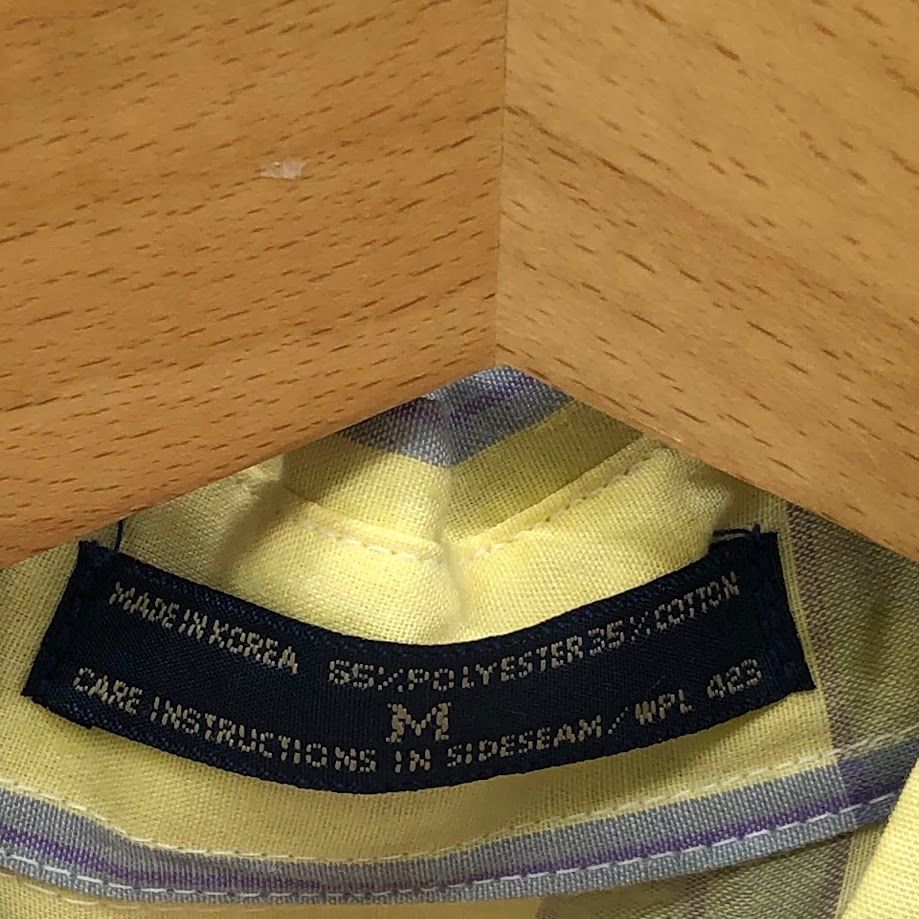 MADE IN KOREA 65% POLYESTER 35% COTTON
M
CARE INSTRUCTIONS IN SIDESEAM/WPL 423